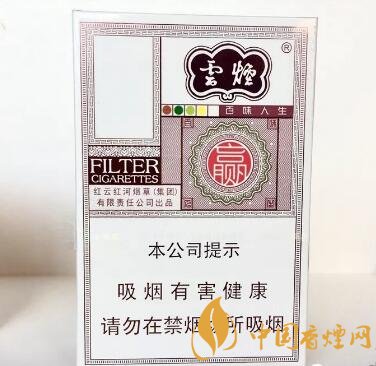 雲煙®
百味人生
赢
FILTER
CIGARETTES
红云红河烟草(集团)
有限责任公司出品
本公司提示
吸烟有害健康
请勿在禁烟场所吸烟
中国香烟网